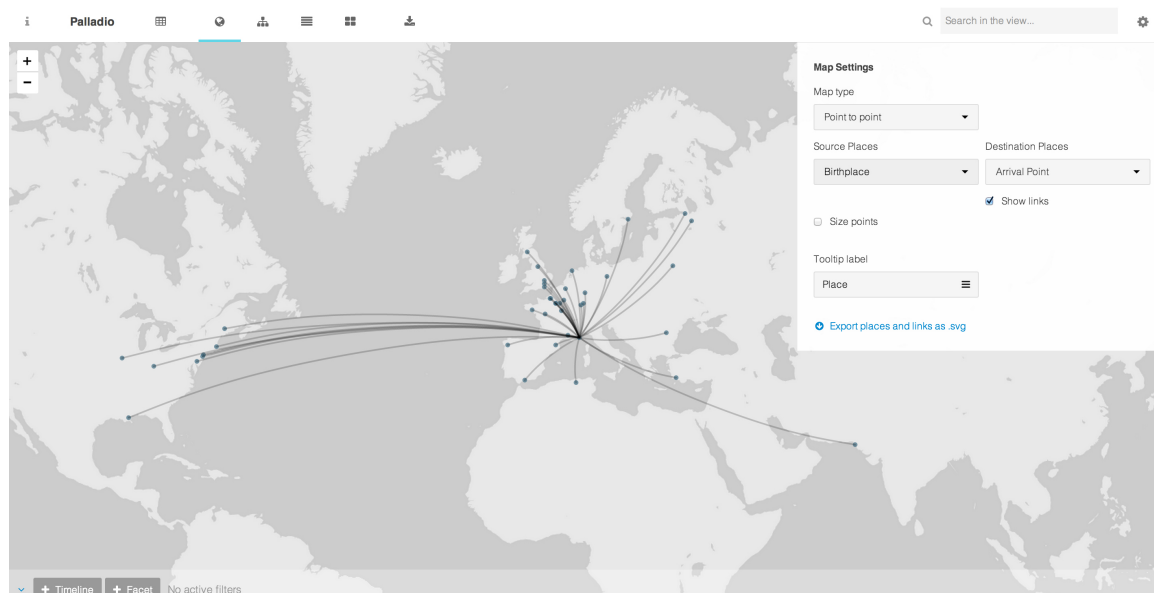 Palladio
Search in the view...
+
-
Map Settings
Map type
Point to point
Source Places
Destination Places
Birthplace
Arrival Point
Show links
Size points
Tooltip label
Place
Export places and links as .svg
+ Timeline
+ Facet
No active filters